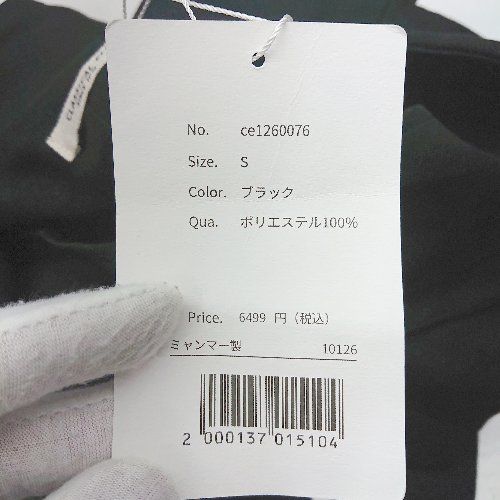 No. ce1260076
Size. S
Color. ブラック
Qua. ポリエステル100%
Price. 6499 円（税込）
ミャンマー製 10126
2 000137 015104